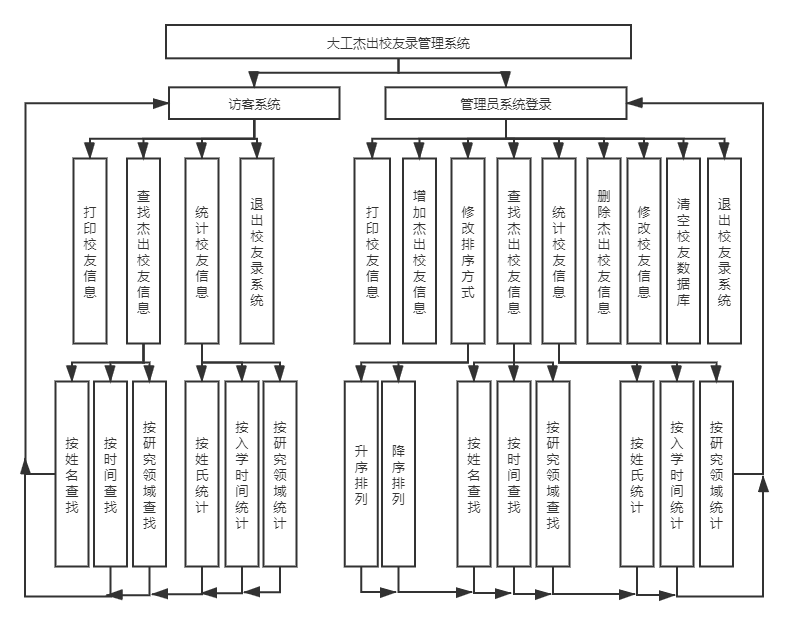 大工杰出校友录管理系统
访客系统
管理员系统登录
打印校友信息
查找杰出校友信息
统计校友信息
退出校友录系统
打印校友信息
增加杰出校友信息
修改排序方式
查找杰出校友信息
统计校友信息
删除杰出校友信息
修改校友信息
清空校友数据库
退出校友录系统
按姓名查找
按时间查找
按研究领域查找
按姓氏统计
按入学时间统计
按研究领域统计
升序排列
降序排列
按姓名查找
按时间查找
按研究领域查找
按姓氏统计
按入学时间统计
按研究领域统计